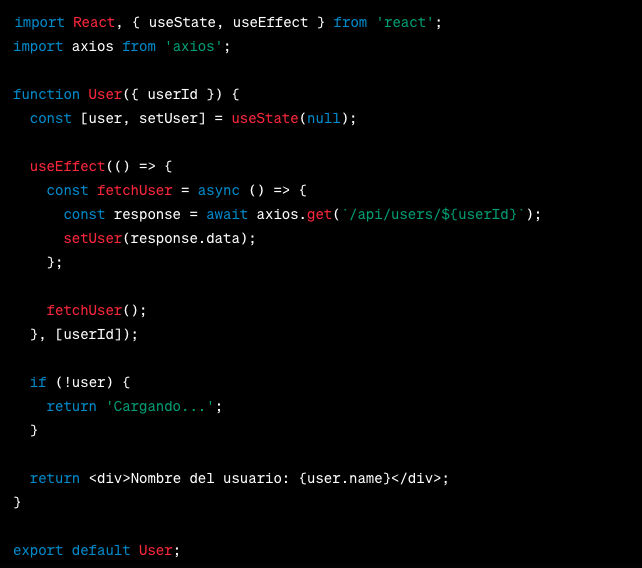 import React, { useState, useEffect } from 'react';
import axios from 'axios';

function User({ userId }) {
  const [user, setUser] = useState(null);

  useEffect(() => {
    const fetchUser = async () => {
      const response = await axios.get(`/api/users/${userId}`);
      setUser(response.data);
    };

    fetchUser();
  }, [userId]);

  if (!user) {
    return 'Cargando...';
  }

  return <div>Nombre del usuario: {user.name}</div>;
}

export default User;